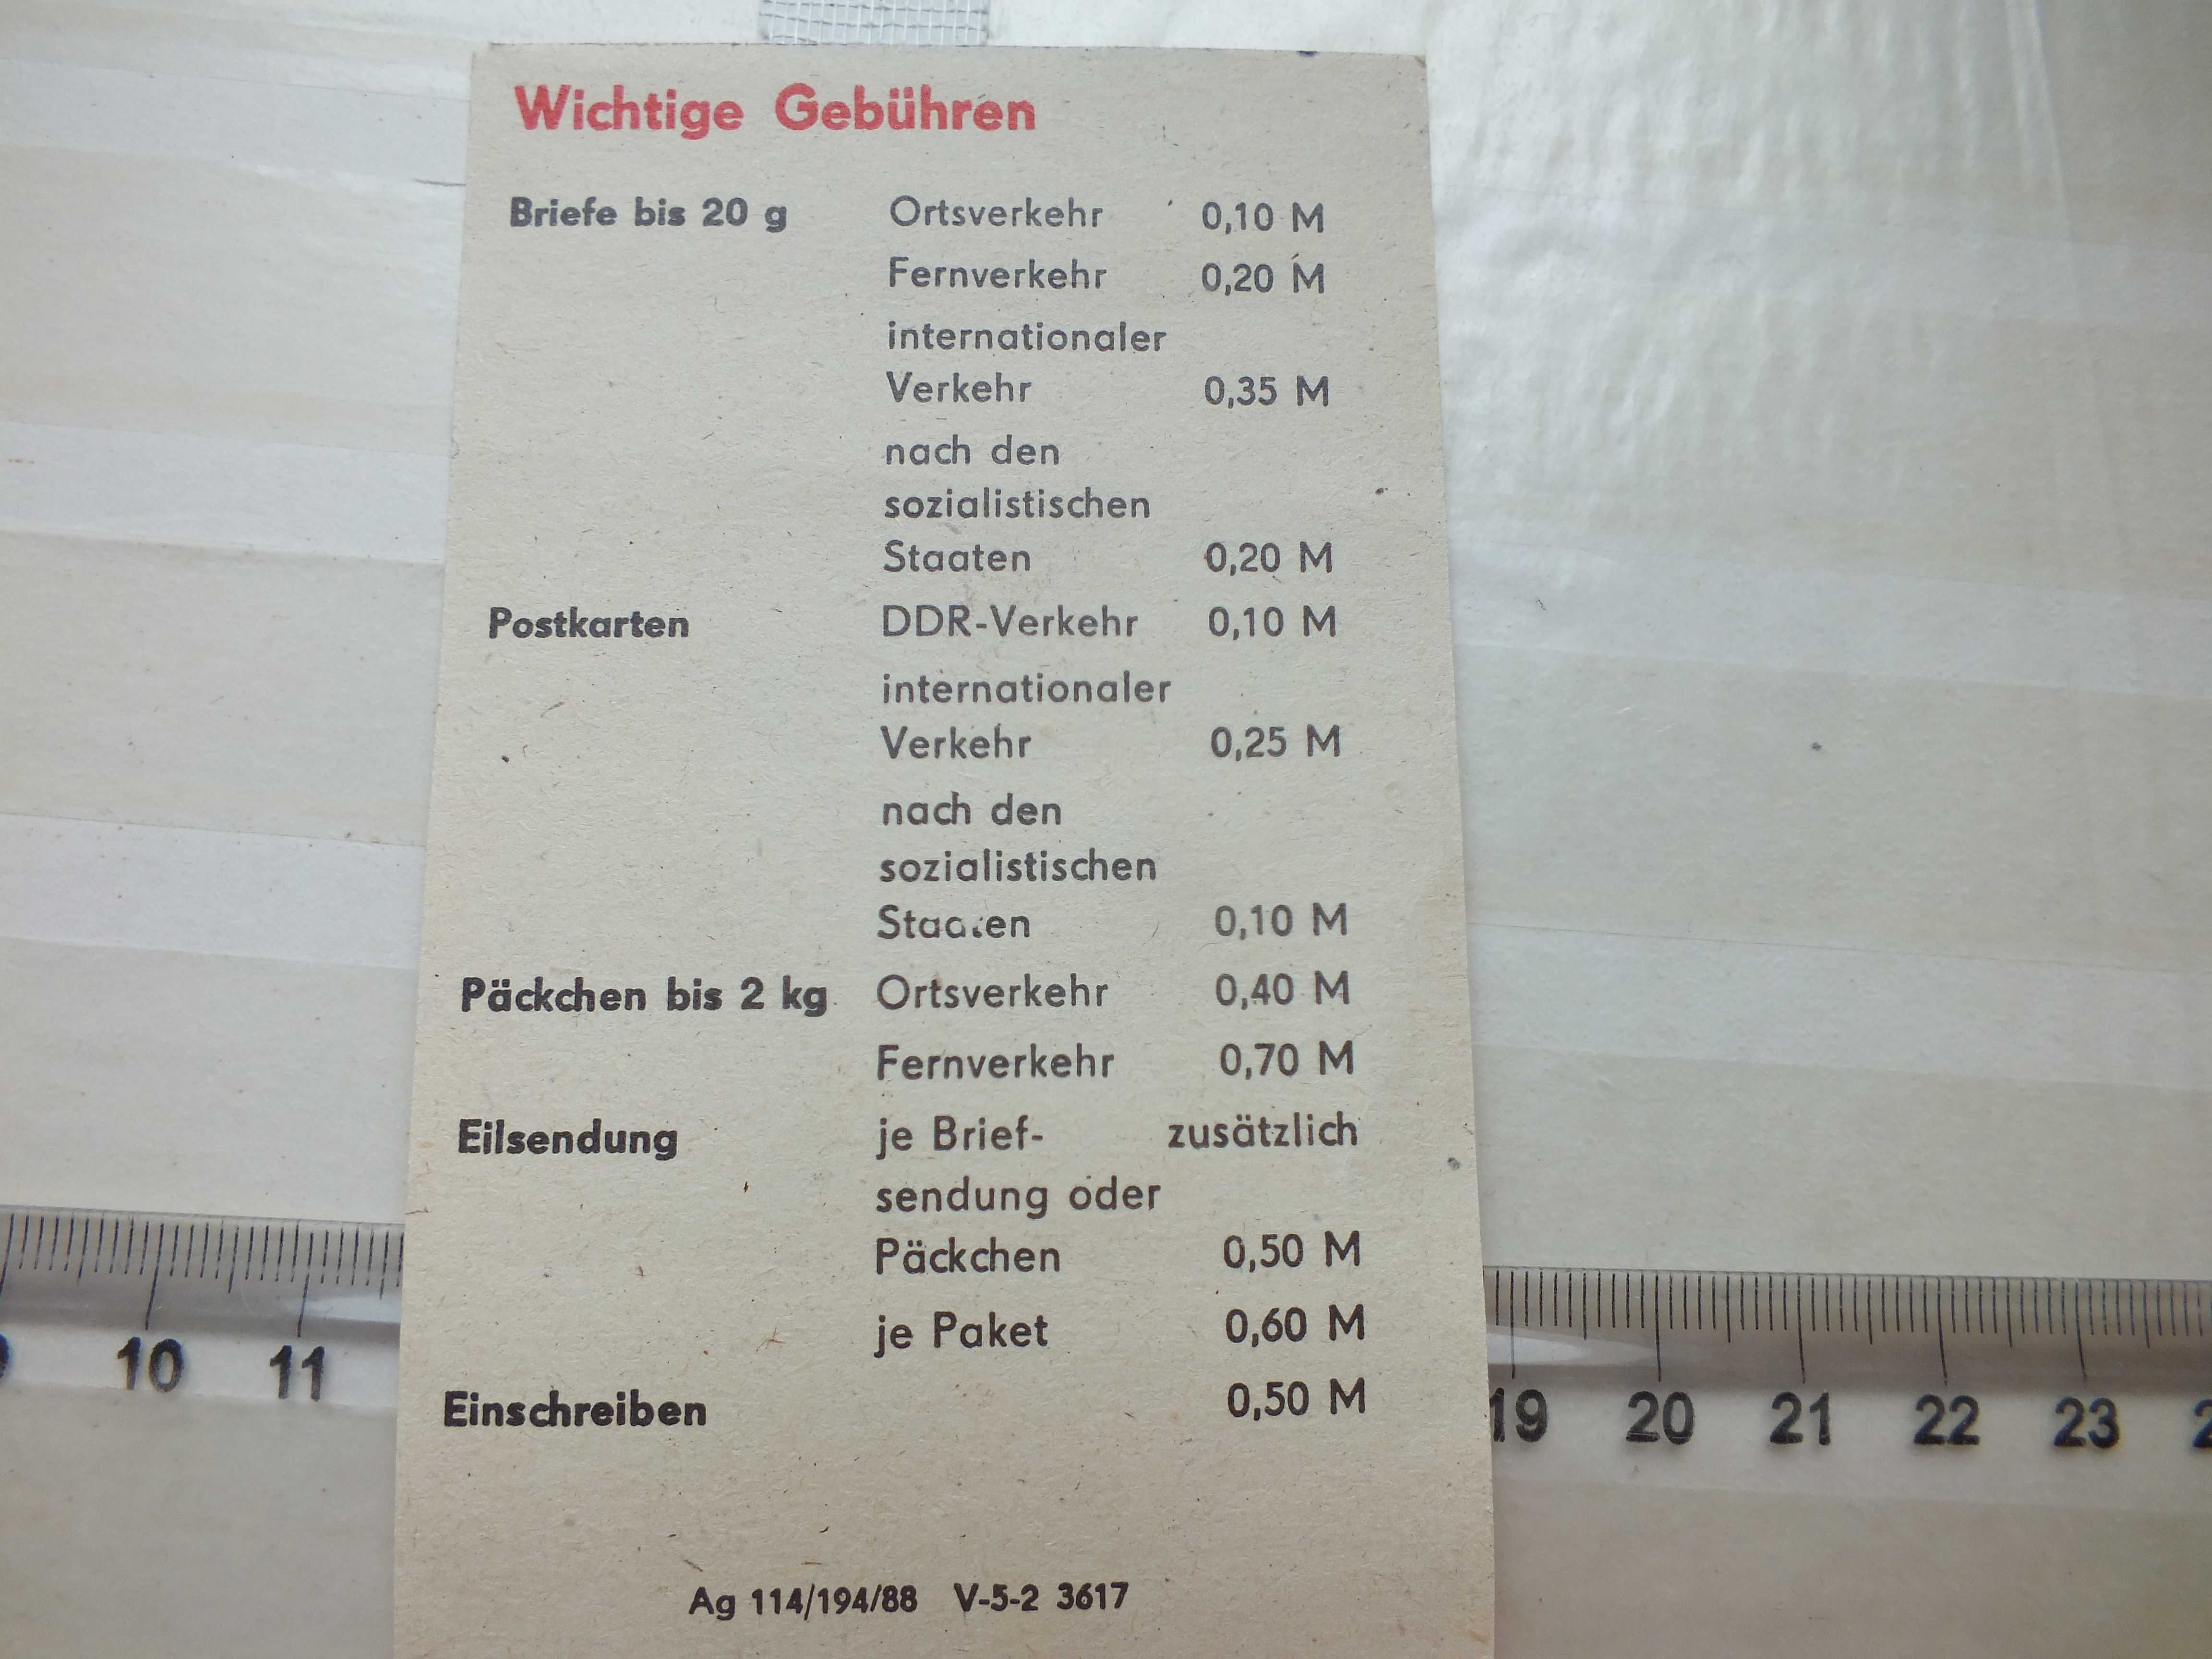 Wichtige Gebühren
Briefe bis 20 g Ortsverkehr 0,10 M
Fernverkehr 0,20 M
internationaler
Verkehr 0,35 M
nach den
sozialistischen
Staaten 0,20 M
Postkarten DDR-Verkehr 0,10 M
internationaler
Verkehr 0,25 M
nach den
sozialistischen
Staaten 0,10 M
Päckchen bis 2 kg Ortsverkehr 0,40 M
Fernverkehr 0,70 M
Eilsendung je Brief- zusätzlich
sendung oder
Päckchen 0,50 M
je Paket 0,60 M
Einschreiben 0,50 M
10 11 19 20 21 22 23
Ag 114/194/88 V-5-2 3617